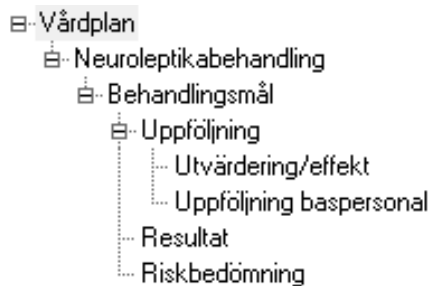 Vårdplan
Neuroleptikabehandling
Behandlingsmål
Uppföljning
Utvärdering/effekt
Uppföljning baspersonal
Resultat
Riskbedömning